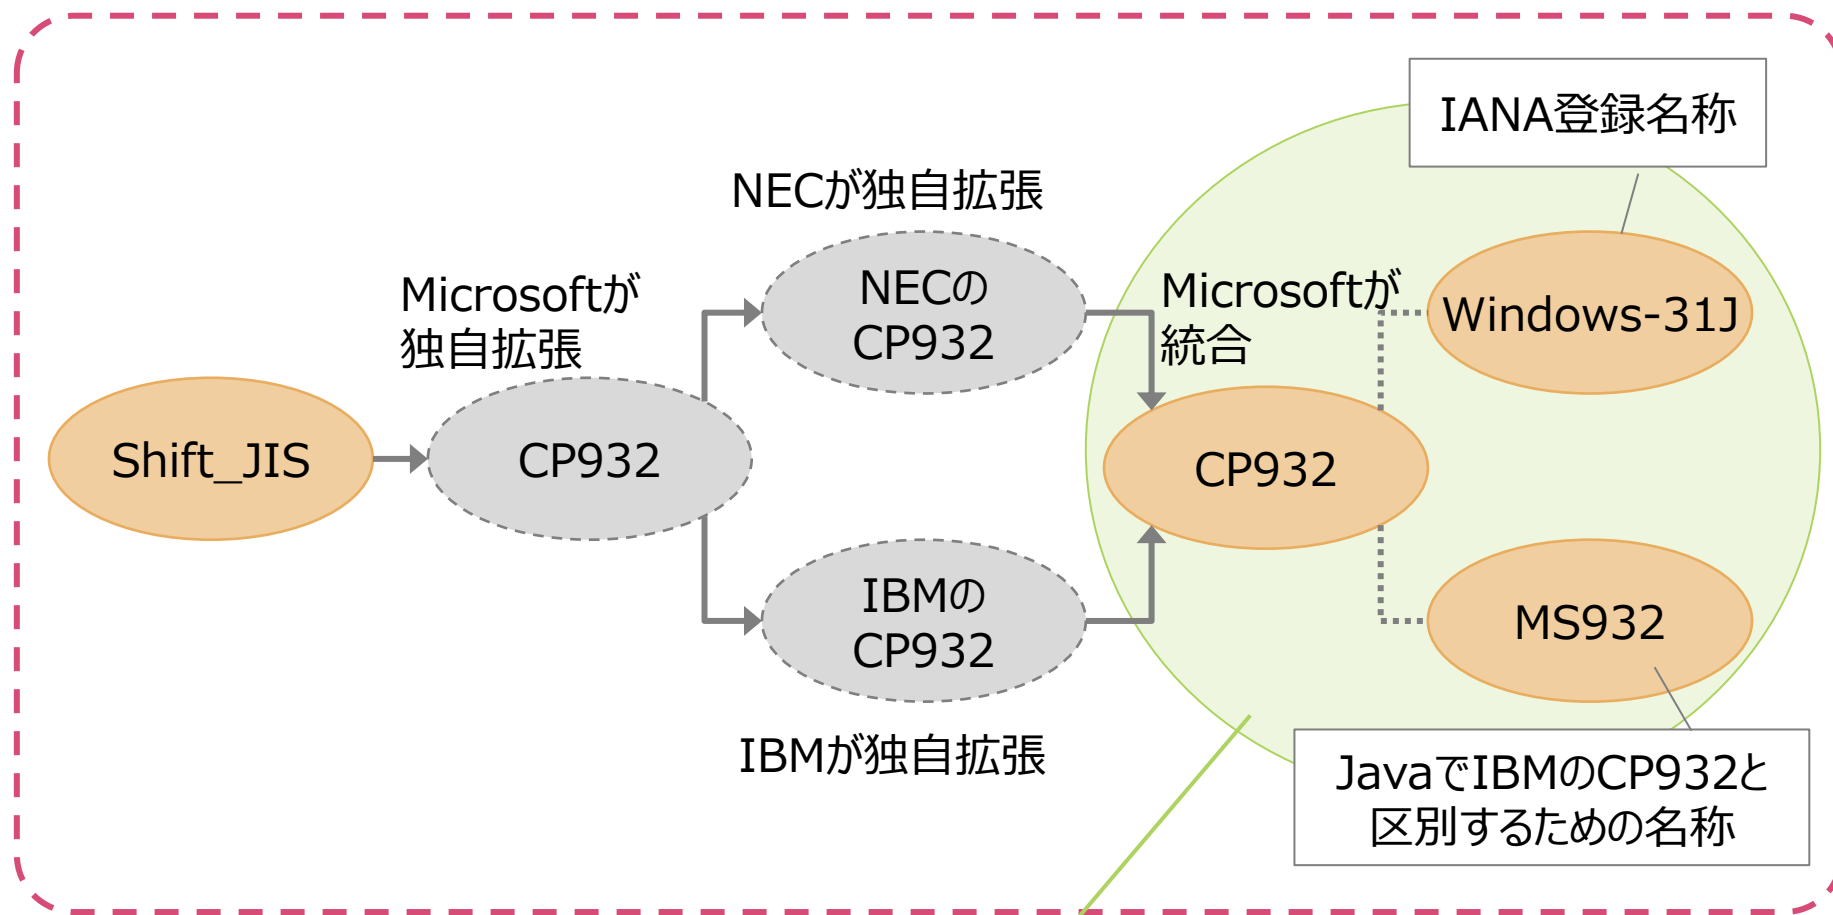 IANA登録名称
NECが独自拡張
NECの
CP932
Microsoftが
独自拡張
Microsoftが
統合
Windows-31J
Shift_JIS
CP932
CP932
IBMの
CP932
MS932
IBMが独自拡張
JavaでIBMのCP932と
区別するための名称